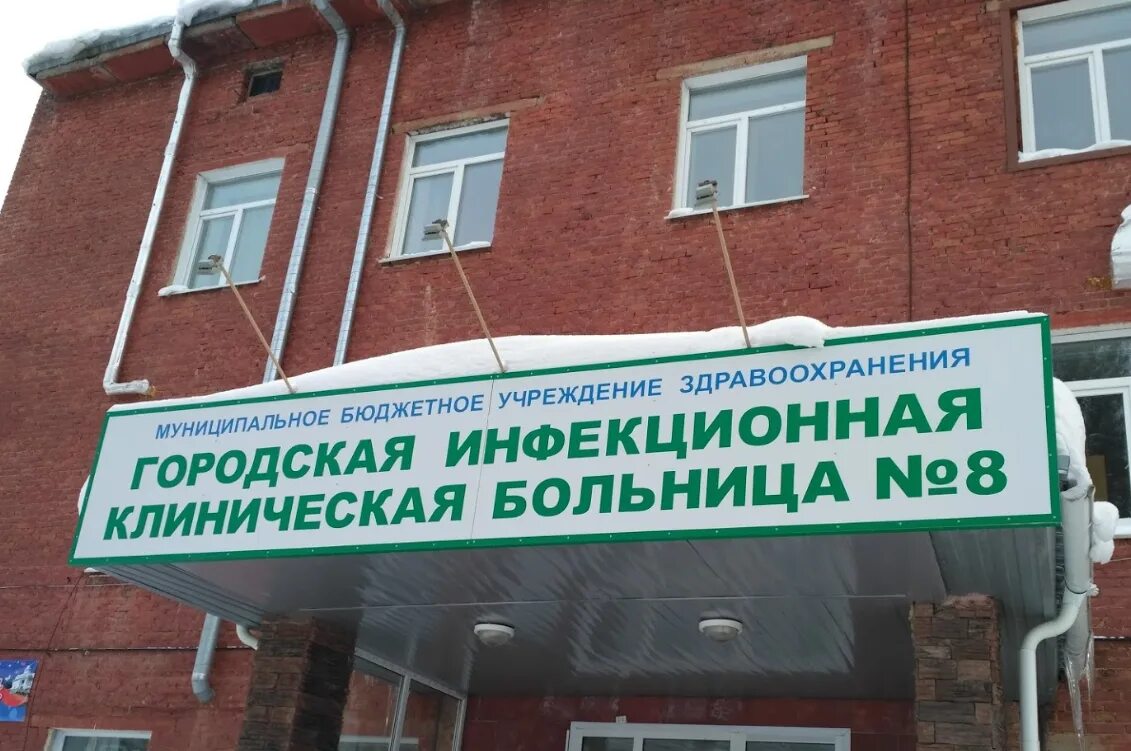 МУНИЦИПАЛЬНОЕ БЮДЖЕТНОЕ УЧРЕЖДЕНИЕ ЗДРАВООХРАНЕНИЯ
ГОРОДСКАЯ ИНФЕКЦИОННАЯ
КЛИНИЧЕСКАЯ БОЛЬНИЦА №8